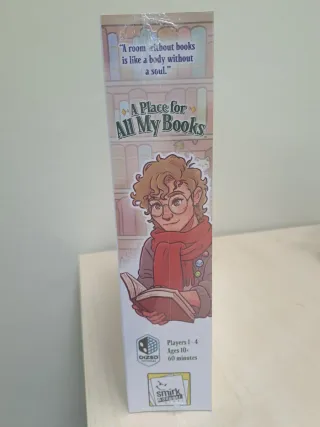 "A room without books
is like a body without
a soul."
A Place for
All My Books
Players 1-4
Ages 10+
60 minutes
smirk